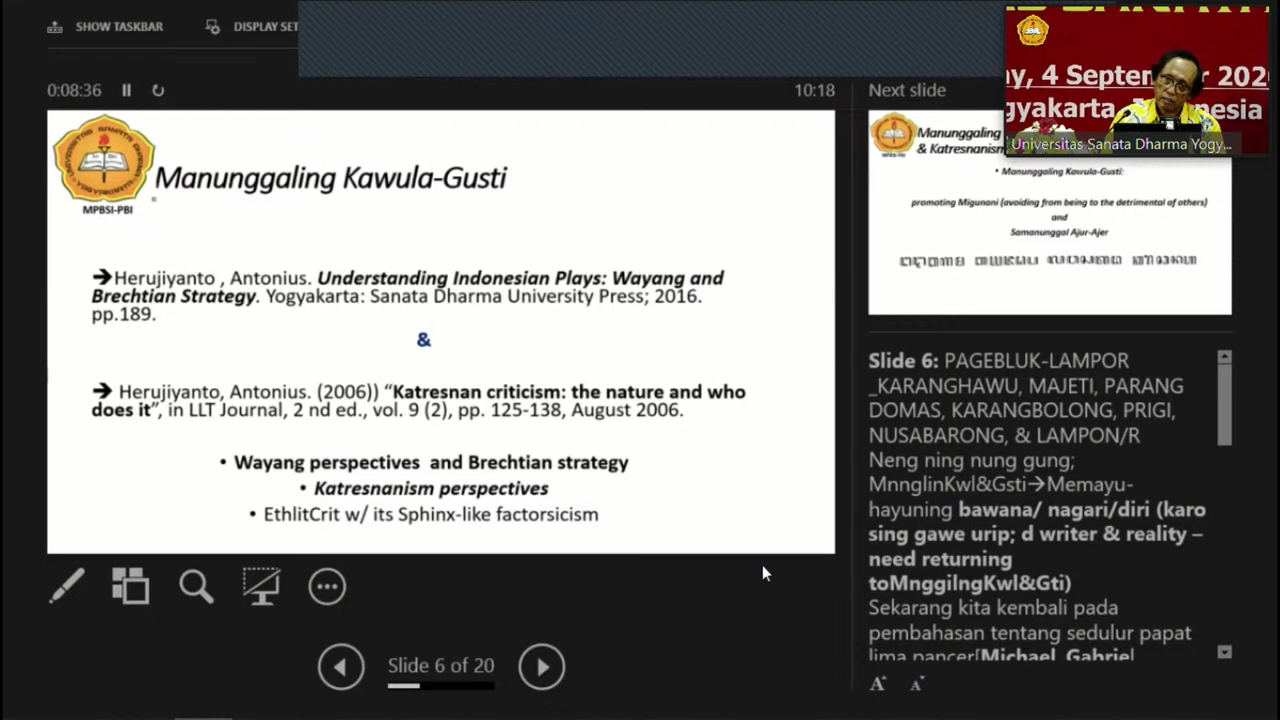 SHOW TASKBAR
DISPLAY SET
0:08:36
10:18
Next slide
MPBSI-PBI
Manunggaling Kawula-Gusti
➔Herujiyanto , Antonius. Understanding Indonesian Plays: Wayang and
Brechtian Strategy. Yogyakarta: Sanata Dharma University Press; 2016.
pp.189.
&
➔ Herujiyanto, Antonius. (2006)) “Katresnan criticism: the nature and who
does it”, in LLT Journal, 2 nd ed., vol. 9 (2), pp. 125-138, August 2006.
• Wayang perspectives and Brechtian strategy
• Katresnanism perspectives
• EthlitCrit w/ its Sphinx-like factorsicism
Slide 6 of 20
4 September 202
Universitas Sanata Dharma Yogy...
Manunggaling
& Katresnanism
• Manunggaling Kawula-Gusti:
promoting Migunani (avoiding from being to the detrimental of others)
and
Samanunggal Ajur-Ajer
Slide 6: PAGEBLUK-LAMPOR
_KARANGHAWU, MAJETI, PARANG
DOMAS, KARANGBOLONG, PRIGI,
NUSABARONG, & LAMPON/R
Neng ning nung gung;
MnnglinKwl&Gsti→Memayu-
hayuning bawana/ nagari/diri (karo
sing gawe urip; d writer & reality –
need returning
toMnggilngKwl&Gti)
Sekarang kita kembali pada
pembahasan tentang sedulur papat
lima pancer[Michael, Gabriel,